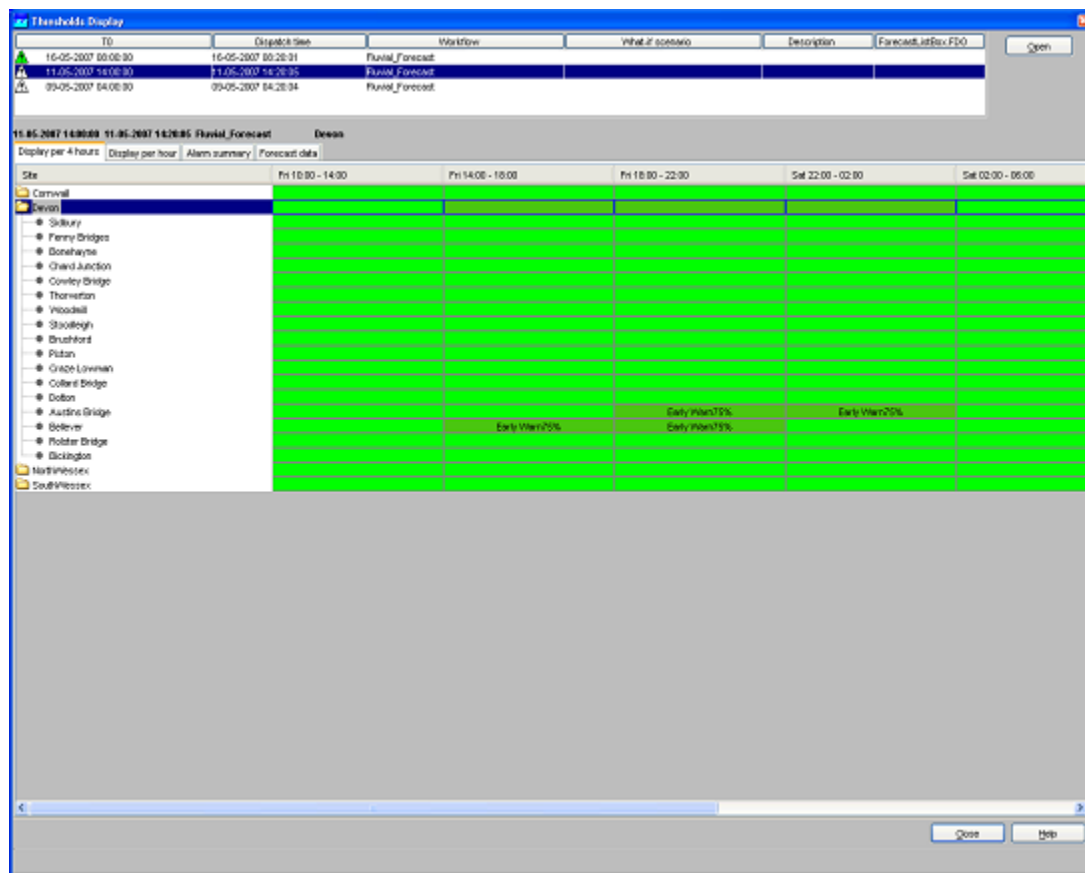 Thresholds Display
T0 Dispatch time Workflow What-if scenario Description ForecastListBox.FDO Open
16-05-2007 00:00:00 16-05-2007 00:20:01 Fluvial_Forecast
11-05-2007 14:00:00 11-05-2007 14:20:05 Fluvial_Forecast
09-05-2007 04:00:00 09-05-2007 04:20:04 Fluvial_Forecast
11-05-2007 14:00:00 11-05-2007 14:20:05 Fluvial_Forecast Devon
Display per 4 hours Display per hour Alarm summary Forecast data
Site Fri 10:00 - 14:00 Fri 14:00 - 18:00 Fri 18:00 - 22:00 Sat 22:00 - 02:00 Sat 02:00 - 06:00
Cornwall
Devon
Sidbury
Fenny Bridges
Bonehayne
Chard Junction
Cowley Bridge
Thorverton
Woodmill
Stoodleigh
Brushford
Pixton
Craze Lowman
Collard Bridge
Dotton
Austins Bridge Early Warn75% Early Warn75%
Bellever Early Warn75% Early Warn75%
Rolster Bridge
Bickington
NorthWessex
SouthWessex
Close Help